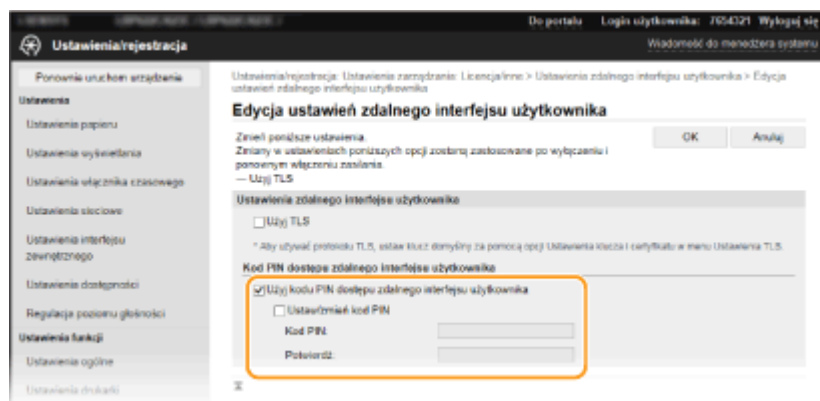 Do portalu Login użytkownika: 7654321 Wyloguj się
Ustawienia/rejestracja
Wiadomość do menedżera systemu
Ponownie uruchom urządzenie
Ustawienia
Ustawienia papieru
Ustawienia wyświetlania
Ustawienia włącznika czasowego
Ustawienia sieciowe
Ustawienia interfejsu
zewnętrznego
Ustawienia dostępności
Regulacja poziomu głośności
Ustawienia funkcji
Ustawienia ogólne
Ustawienia drukarki
Ustawienia/rejestracja: Ustawienia zarządzania: Licencja/Inne > Ustawienia zdalnego interfejsu użytkownika > Edycja
ustawień zdalnego interfejsu użytkownika
Edycja ustawień zdalnego interfejsu użytkownika
Zmień poniższe ustawienia.
Zmiany w ustawieniach poniższych opcji zostaną zastosowane po wyłączeniu i
ponownym włączeniu zasilania.
— Użyj TLS
OK Anuluj
Ustawienia zdalnego interfejsu użytkownika
Użyj TLS
* Aby używać protokołu TLS, ustaw klucz domyślny za pomocą opcji Ustawienia klucza i certyfikatu w menu Ustawienia TLS.
Kod PIN dostępu zdalnego interfejsu użytkownika
Użyj kodu PIN dostępu zdalnego interfejsu użytkownika
Ustaw/zmień kod PIN
Kod PIN:
Potwierdź: